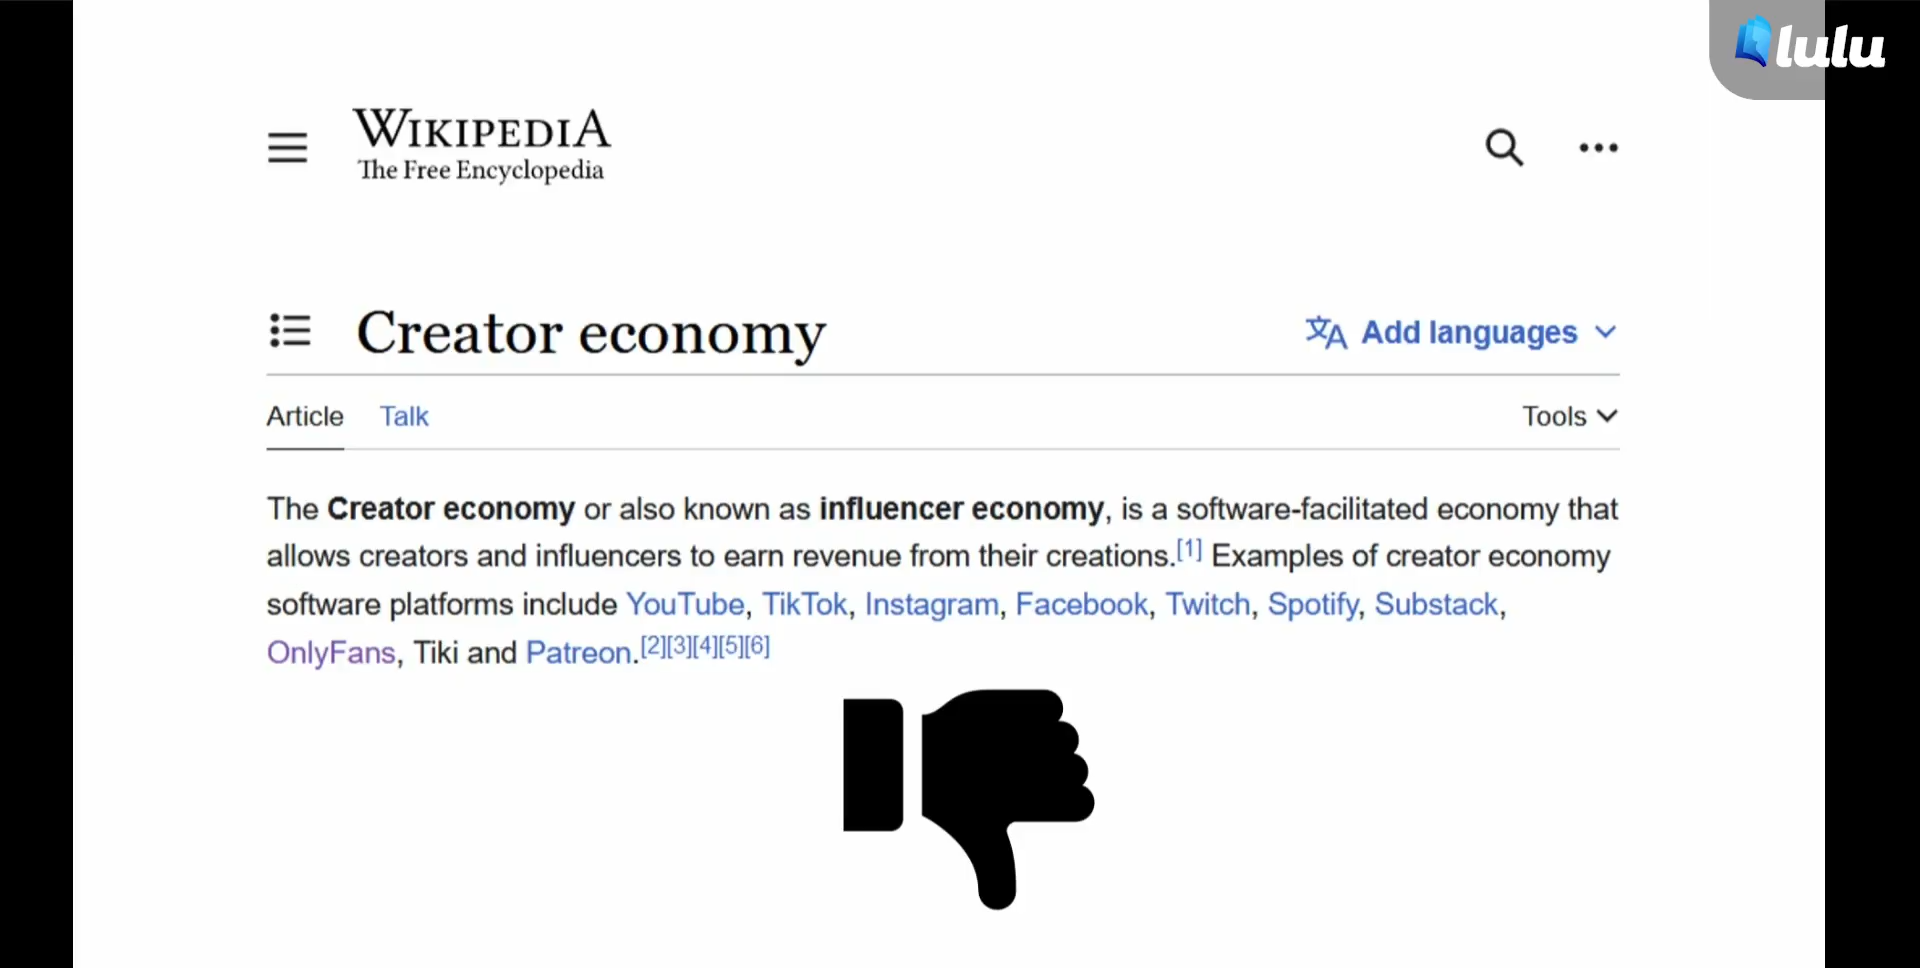 lulu
WIKIPEDIA
The Free Encyclopedia
Creator economy
Add languages
Article Talk
Tools
The Creator economy or also known as influencer economy, is a software-facilitated economy that
allows creators and influencers to earn revenue from their creations.[1] Examples of creator economy
software platforms include YouTube, TikTok, Instagram, Facebook, Twitch, Spotify, Substack,
OnlyFans, Tiki and Patreon.[2][3][4][5][6]